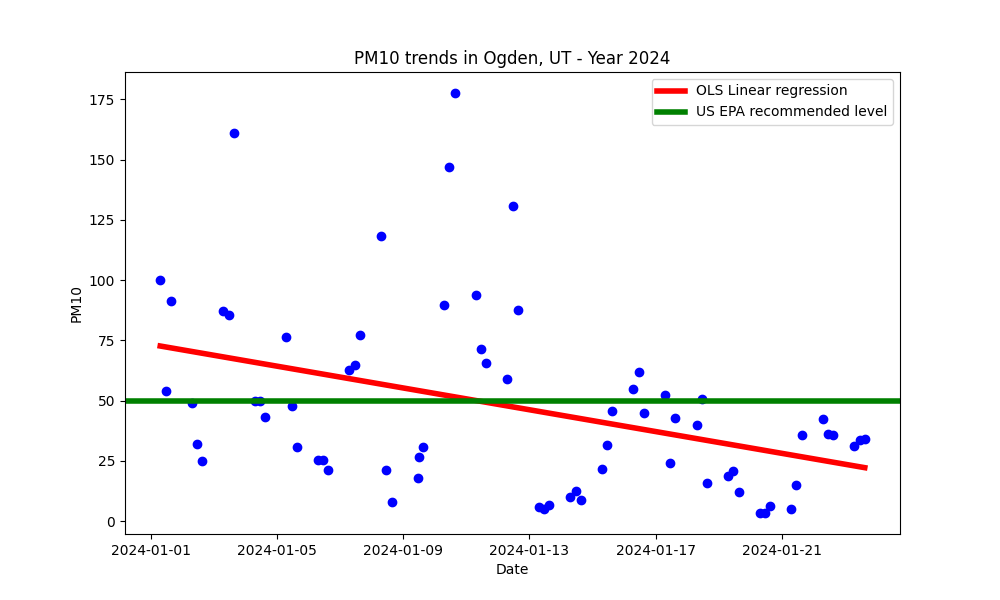 PM10 trends in Ogden, UT - Year 2024
OLS Linear regression
US EPA recommended level
175
150
125
100
75
50
25
0
PM10
2024-01-01 2024-01-05 2024-01-09 2024-01-13 2024-01-17 2024-01-21
Date